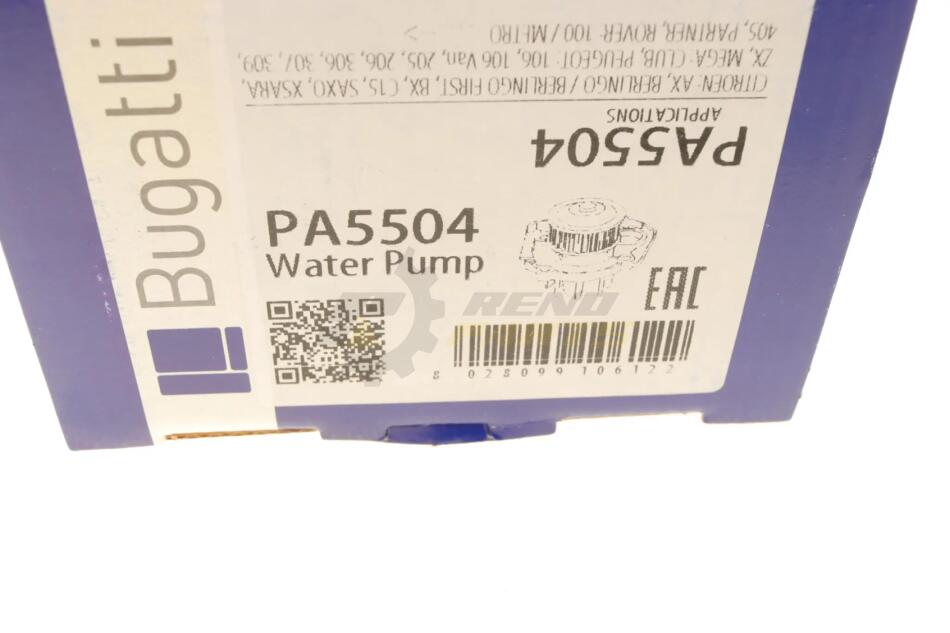 Bugatti
PA5504
APPLICATIONS
CITROEN: AX, BERLINGO / BERLINGO FIRST, BX, C15, SAXO, XSARA,
ZX, MEGA: CLUB, PEUGEOT: 106, 106 Van, 205, 206, 306, 307, 309,
405, PARTNER, ROVER: 100 / METRO
PA5504
Water Pump
EAC
RENO
8 028099 106122